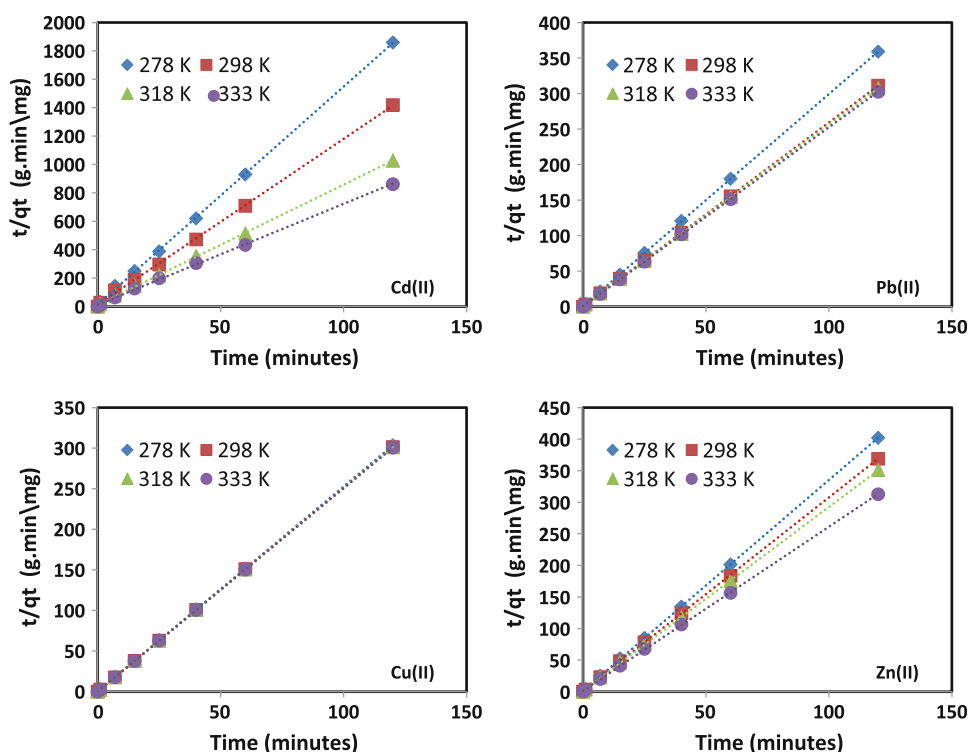 2000
1800
1600
1400
1200
1000
800
600
400
200
0
t/qt (g.min\mg)
278 K 298 K
318 K 333 K
Cd(II)
0 50 100 150
Time (minutes)
400
350
300
250
200
150
100
50
0
t/qt (g.min\mg)
278 K 298 K
318 K 333 K
Pb(II)
0 50 100 150
Time (minutes)
350
300
250
200
150
100
50
0
t/qt (g.min\mg)
278 K 298 K
318 K 333 K
Cu(II)
0 50 100 150
Time (minutes)
450
400
350
300
250
200
150
100
50
0
t/qt (g.min\mg)
278 K 298 K
318 K 333 K
Zn(II)
0 50 100 150
Time (minutes)